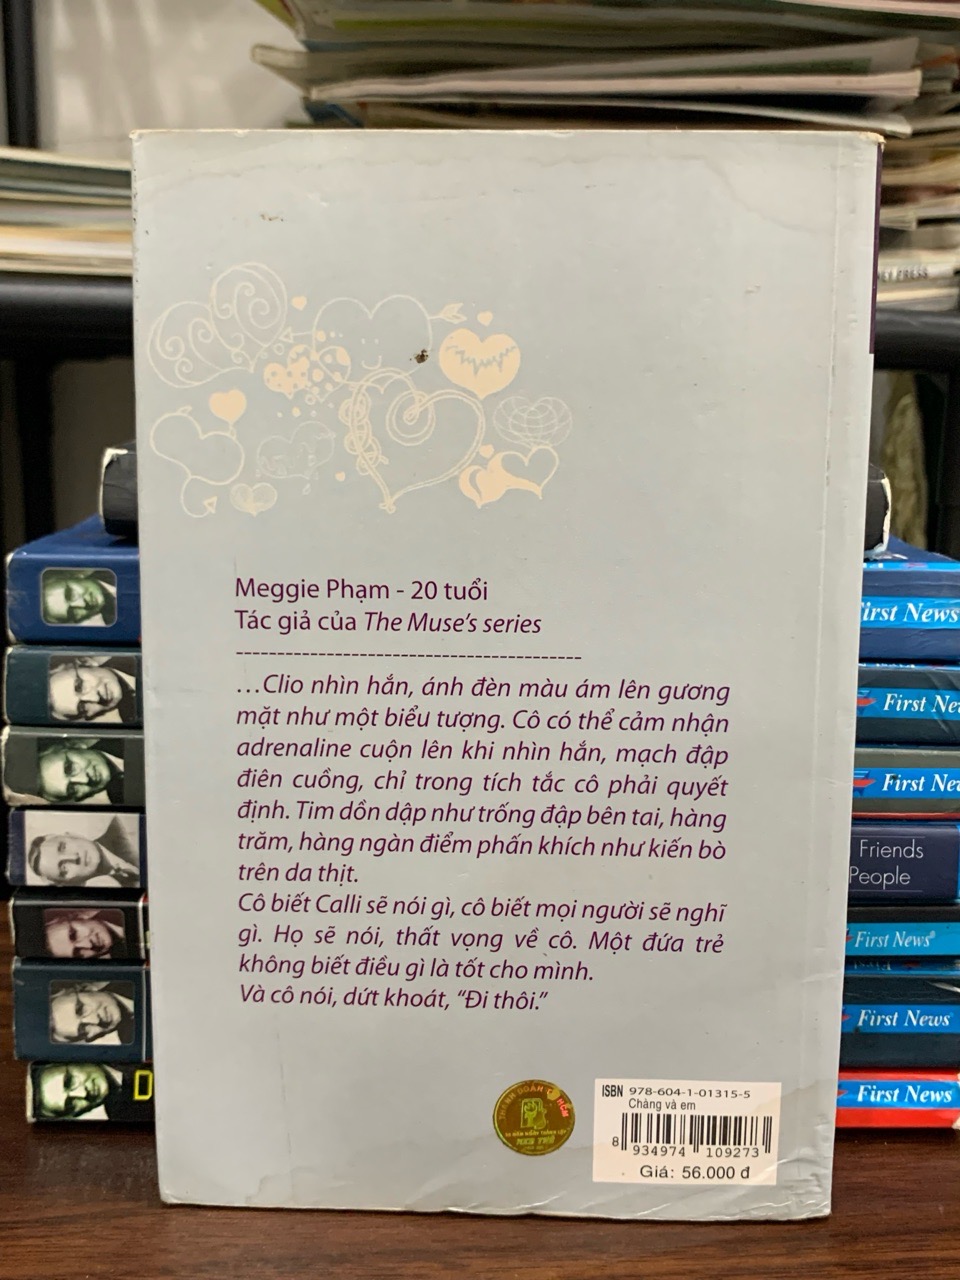 EY PRESS
Meggie Phạm - 20 tuổi
Tác giả của The Muse's series
-------------------------------------------
...Clio nhìn hắn, ánh đèn màu ám lên gương
mặt như một biểu tượng. Cô có thể cảm nhận
adrenaline cuộn lên khi nhìn hắn, mạch đập
điên cuồng, chỉ trong tích tắc cô phải quyết
định. Tim dồn dập như trống đập bên tai, hàng
trăm, hàng ngàn điểm phấn khích như kiến bò
trên da thịt.
Cô biết Calli sẽ nói gì, cô biết mọi người sẽ nghĩ
gì. Họ sẽ nói, thất vọng về cô. Một đứa trẻ
không biết điều gì là tốt cho mình.
Và cô nói, dứt khoát, “Đi thôi.”
ISBN 978-604-1-01315-5
Chàng và em
8 934974 109273
Giá: 56.000 đ
irst News
First Ne
First Ne
Friends
People
First News®
First News
First News